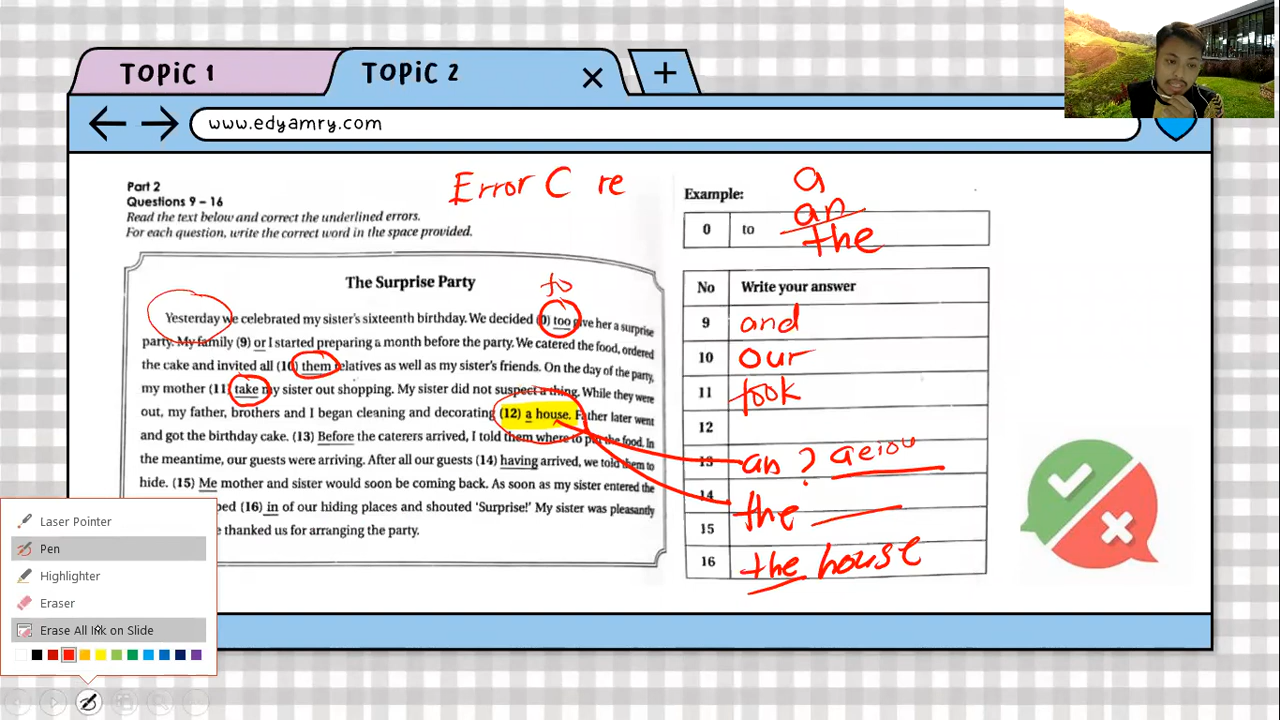 TOPIC 1
TOPIC 2
www.edyamry.com
Part 2
Questions 9 – 16
Read the text below and correct the underlined errors.
For each question, write the correct word in the space provided.
Error C re
The Surprise Party
to
Yesterday we celebrated my sister's sixteenth birthday. We decided (0) too give her a surprise
party. My family (9) or I started preparing a month before the party. We catered the food, ordered
the cake and invited all (10) them relatives as well as my sister's friends. On the day of the party,
my mother (11) take my sister out shopping. My sister did not suspect a thing. While they were
out, my father, brothers and I began cleaning and decorating (12) a house. Father later went
and got the birthday cake. (13) Before the caterers arrived, I told them where to put the food. In
the meantime, our guests were arriving. After all our guests (14) having arrived, we told them to
hide. (15) Me mother and sister would soon be coming back. As soon as my sister entered the
ped (16) in of our hiding places and shouted 'Surprise!' My sister was pleasantly
e thanked us for arranging the party.
Example:
a
an
0 to the
No Write your answer
9 and
10 our
11 took
12
13 an ? aeiou
14 the
15
16 the house
Laser Pointer
Pen
Highlighter
Eraser
Erase All Ink on Slide